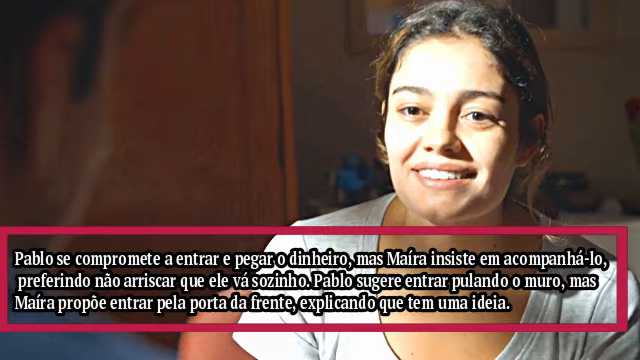 Pablo se compromete a entrar e pegar o dinheiro, mas Maíra insiste em acompanhá-lo,
preferindo não arriscar que ele vá sozinho. Pablo sugere entrar pulando o muro, mas
Maíra propõe entrar pela porta da frente, explicando que tem uma ideia.